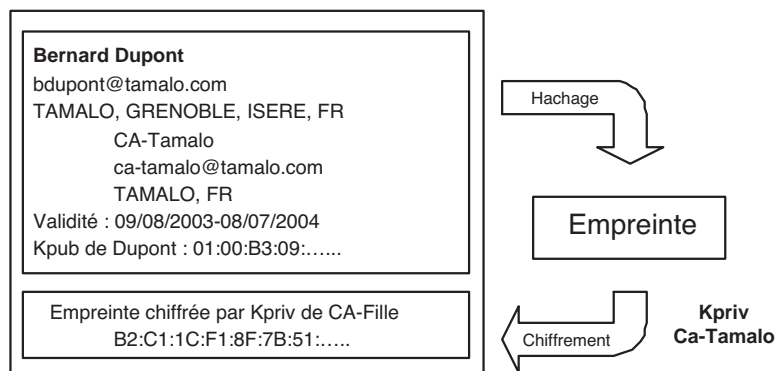 Bernard Dupont
bdupont@tamalo.com
TAMALO, GRENOBLE, ISERE, FR
CA-Tamalo
ca-tamalo@tamalo.com
TAMALO, FR
Validité : 09/08/2003-08/07/2004
Kpub de Dupont : 01:00:B3:09:…...
Empreinte chiffrée par Kpriv de CA-Fille
B2:C1:1C:F1:8F:7B:51:…..
Hachage
Empreinte
Chiffrement
Kpriv
Ca-Tamalo